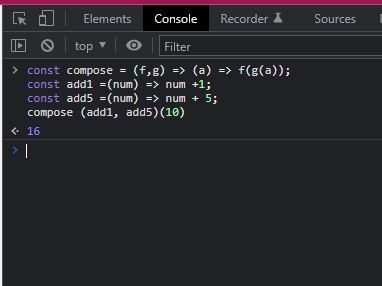 Elements Console Recorder Sources
top Filter
> const compose = (f,g) => (a) => f(g(a));
const add1 =(num) => num +1;
const add5 =(num) => num + 5;
compose (add1, add5)(10)
16
>